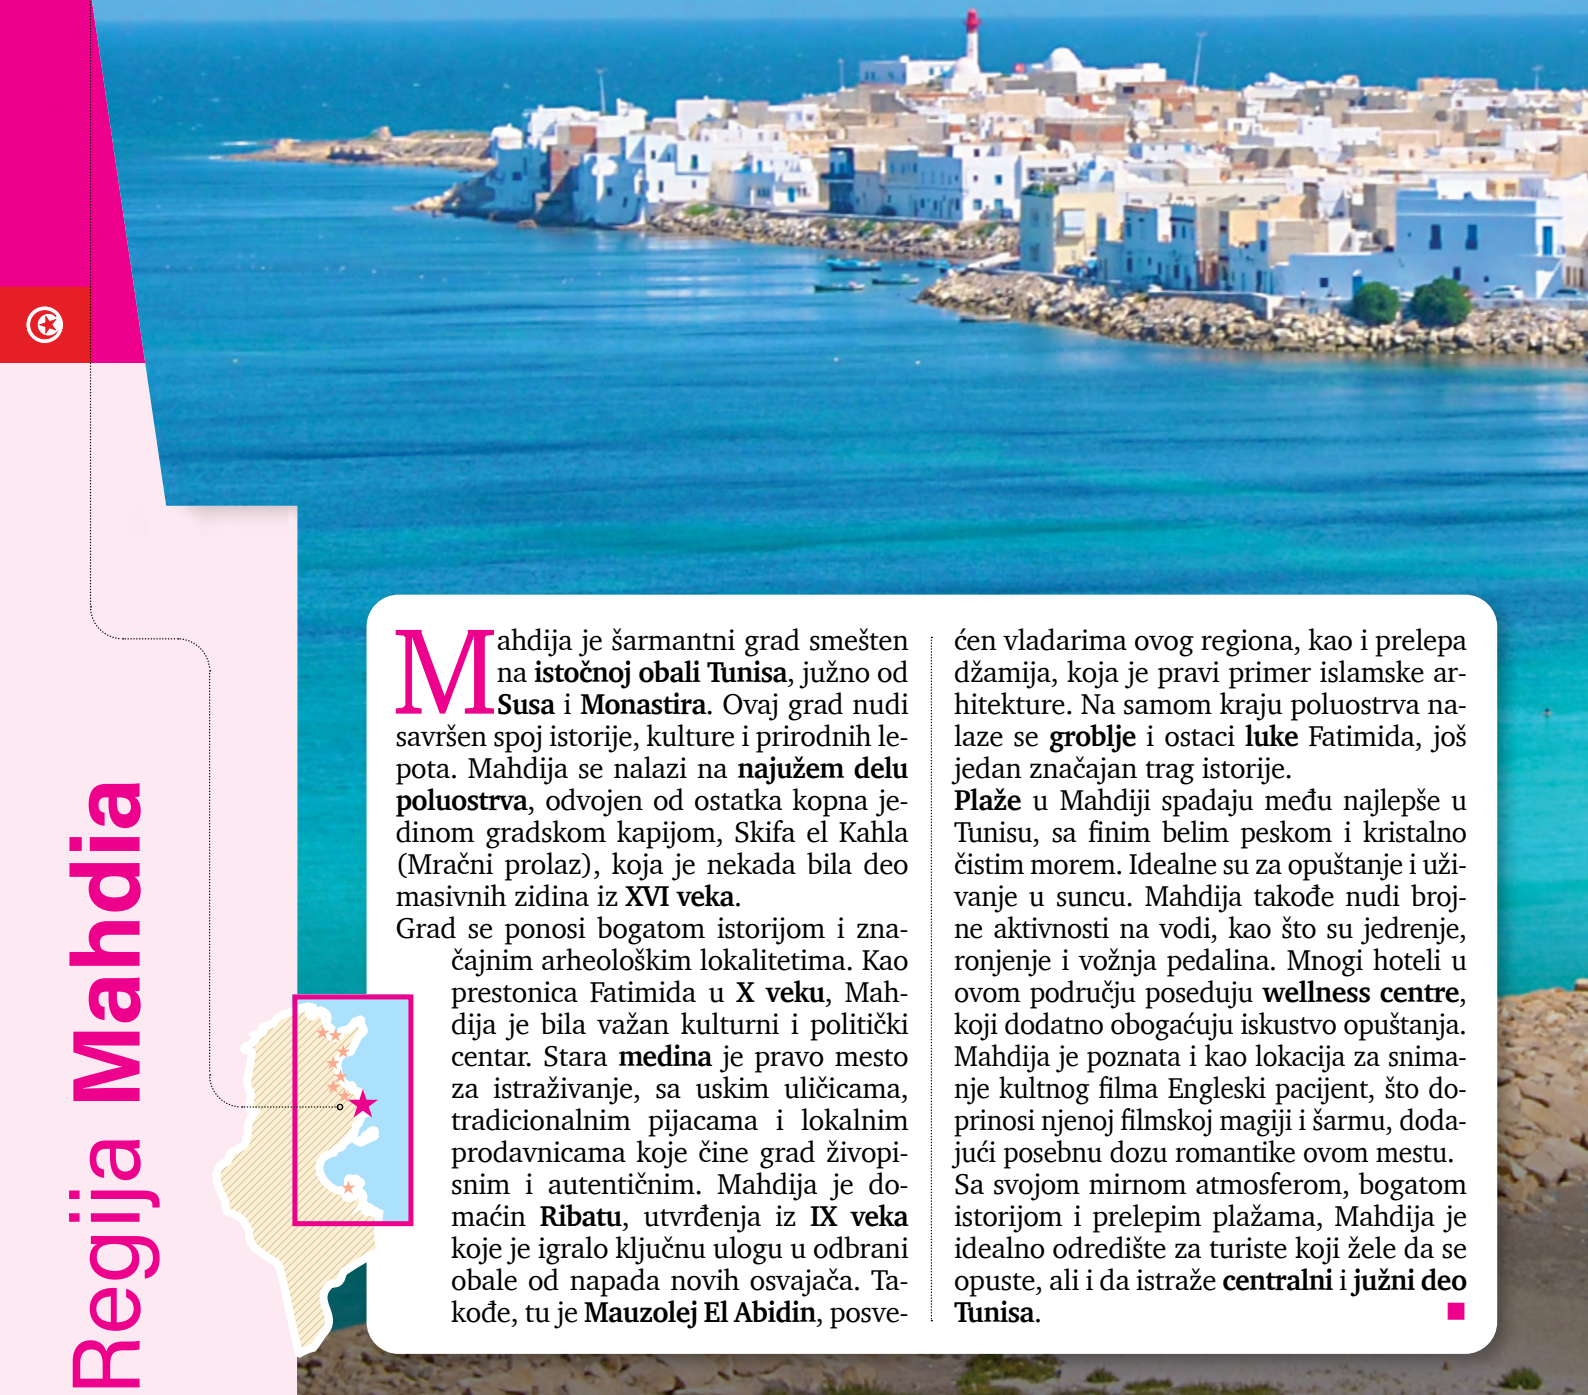 Regija Mahdia
Mahdija je šarmantni grad smešten
na istočnoj obali Tunisa, južno od
Susa i Monastira. Ovaj grad nudi
savršen spoj istorije, kulture i prirodnih le-
pota. Mahdija se nalazi na najužem delu
poluostrva, odvojen od ostatka kopna je-
dinom gradskom kapijom, Skifa el Kahla
(Mračni prolaz), koja je nekada bila deo
masivnih zidina iz XVI veka.
Grad se ponosi bogatom istorijom i zna-
čajnim arheološkim lokalitetima. Kao
prestonica Fatimida u X veku, Mah-
dija je bila važan kulturni i politički
centar. Stara medina je pravo mesto
za istraživanje, sa uskim uličicama,
tradicionalnim pijacama i lokalnim
prodavnicama koje čine grad živopi-
snim i autentičnim. Mahdija je do-
maćin Ribatu, utvrđenja iz IX veka
koje je igralo ključnu ulogu u odbrani
obale od napada novih osvajača. Ta-
kođe, tu je Mauzolej El Abidin, posve-
ćen vladarima ovog regiona, kao i prelepa
džamija, koja je pravi primer islamske ar-
hitekture. Na samom kraju poluostrva na-
laze se groblje i ostaci luke Fatimida, još
jedan značajan trag istorije.
Plaže u Mahdiji spadaju među najlepše u
Tunisu, sa finim belim peskom i kristalno
čistim morem. Idealne su za opuštanje i uži-
vanje u suncu. Mahdija takođe nudi broj-
ne aktivnosti na vodi, kao što su jedrenje,
ronjenje i vožnja pedalina. Mnogi hoteli u
ovom području poseduju wellness centre,
koji dodatno obogaćuju iskustvo opuštanja.
Mahdija je poznata i kao lokacija za snima-
nje kultnog filma Engleski pacijent, što do-
prinosi njenoj filmskoj magiji i šarmu, doda-
jući posebnu dozu romantike ovom mestu.
Sa svojom mirnom atmosferom, bogatom
istorijom i prelepim plažama, Mahdija je
idealno odredište za turiste koji žele da se
opuste, ali i da istraže centralni i južni deo
Tunisa.